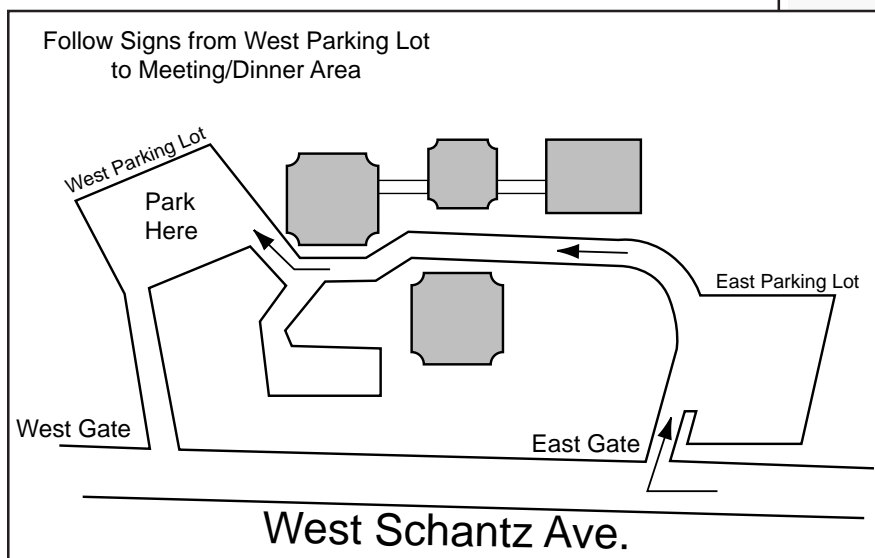 Follow Signs from West Parking Lot
to Meeting/Dinner Area
West Parking Lot
Park
Here
East Parking Lot
West Gate
East Gate
West Schantz Ave.